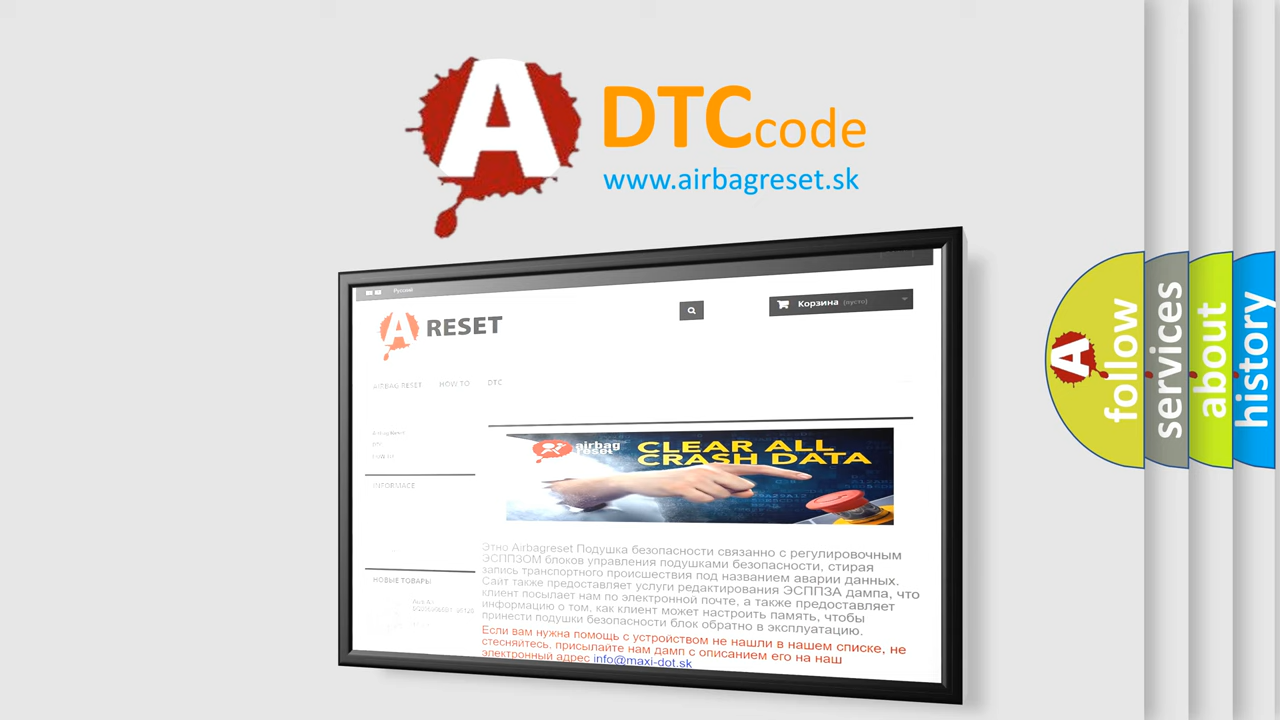 A DTCcode
www.airbagreset.sk
Русский
A RESET
Корзина (пусто)
AIRBAG RESET HOW TO DTC
Airbag Reset
DTC
INFORMACE
НОВЫЕ ТОВАРЫ
airbag
reset
CLEAR ALL
CRASH DATA
Этно Airbagreset Подушка безопасности связанно с регулировочным
ЭСППЗОМ блоков управления подушками безопасности, стирая
запись транспортного происшествия под названием аварии данных.
Сайт также предоставляет услуги редактирования ЭСППЗА дампа, что
клиент посылает нам по электронной почте, а также предоставляет
информацию о том, как клиент может настроить память, чтобы
принести подушки безопасности блок обратно в эксплуатацию.
Если вам нужна помощь с устройством не нашли в нашем списке, не
стесняйтесь, присылайте нам дамп с описанием его на наш
электронный адрес info@maxi-dot.sk
A follow
services
about
history